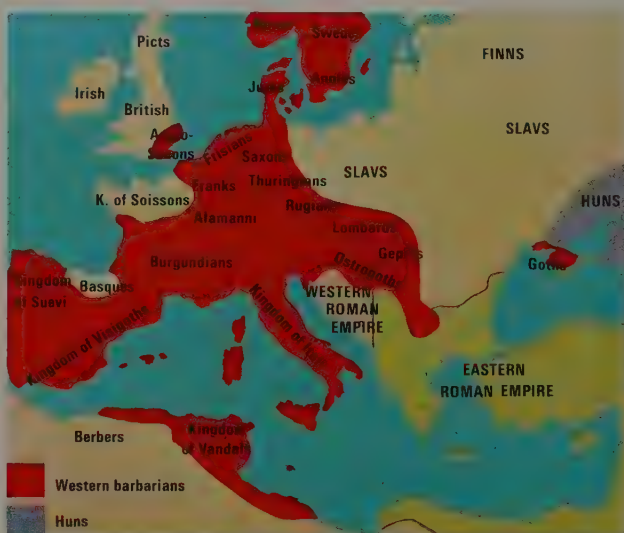 Picts
Swedes
FINNS
Irish
Jutes
Angles
British
SLAVS
Anglo-
Saxons
Frisians
Saxons
SLAVS
Franks
Thuringians
HUNS
K. of Soissons
Rugians
Alamanni
Lombards
Gepids
Goths
Kingdom
of Suevi
Basques
Burgundians
Ostrogoths
WESTERN
ROMAN
EMPIRE
Kingdom of Visigoths
Kingdom of Italy
EASTERN
ROMAN EMPIRE
Berbers
Kingdom
of Vandals
Western barbarians
Huns